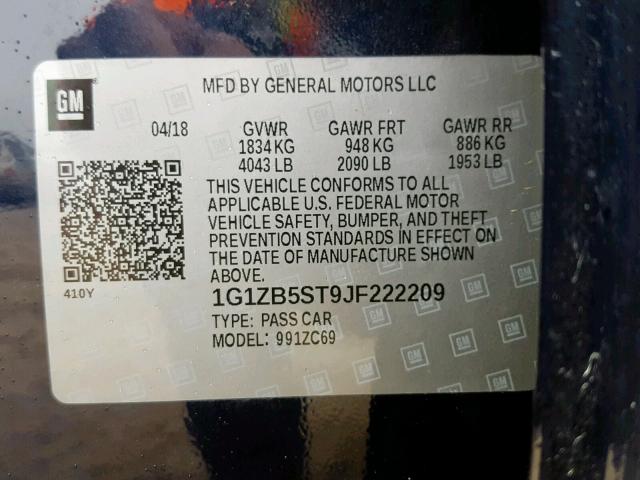 GM
MFD BY GENERAL MOTORS LLC
04/18 GVWR GAWR FRT GAWR RR
1834 KG 948 KG 886 KG
4043 LB 2090 LB 1953 LB
THIS VEHICLE CONFORMS TO ALL
APPLICABLE U.S. FEDERAL MOTOR
VEHICLE SAFETY, BUMPER, AND THEFT
PREVENTION STANDARDS IN EFFECT ON
THE DATE OF MANUFACTURE SHOWN
ABOVE.
410Y
1G1ZB5ST9JF222209
TYPE: PASS CAR
MODEL: 991ZC69